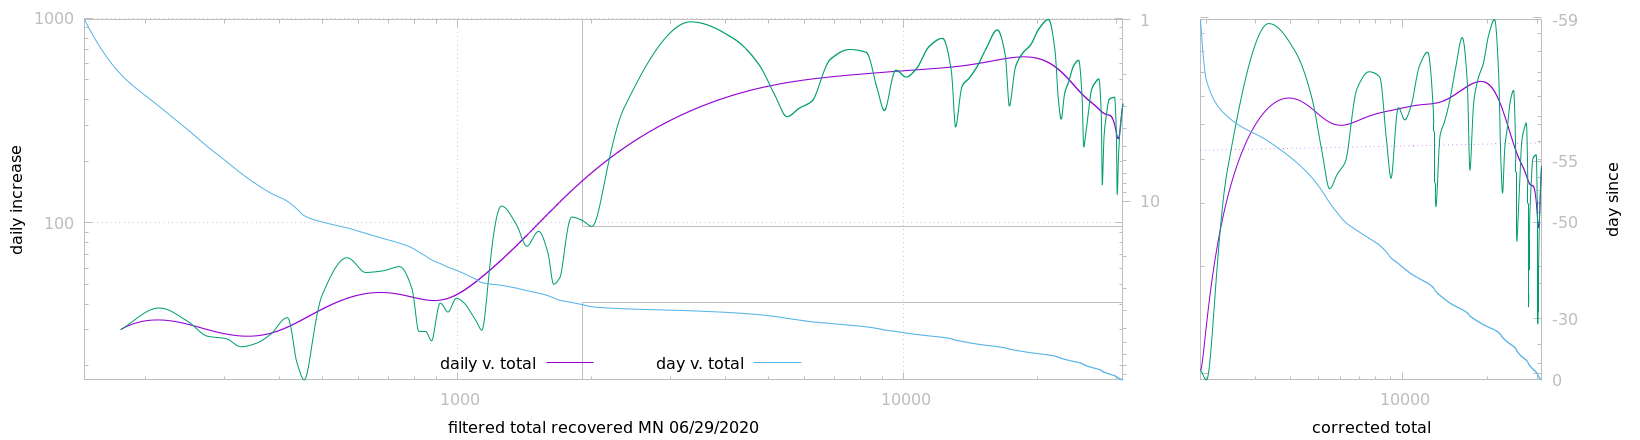 1000
100
daily increase
daily v. total
day v. total
1000
10000
filtered total recovered MN 06/29/2020
1
10
10000
corrected total
-59
-55
-50
-30
0
day since